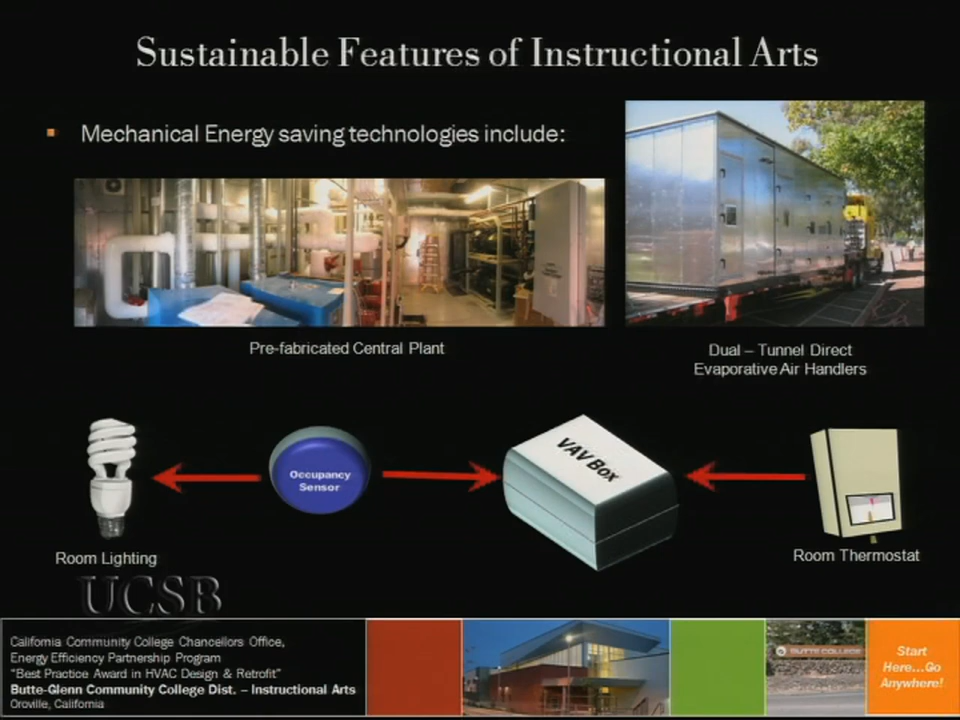 Sustainable Features of Instructional Arts
Mechanical Energy saving technologies include:
Pre-fabricated Central Plant
Dual – Tunnel Direct
Evaporative Air Handlers
Occupancy
Sensor
VAV Box
Room Lighting
Room Thermostat
UCSB
California Community College Chancellors Office,
Energy Efficiency Partnership Program
"Best Practice Award in HVAC Design & Retrofit"
Butte-Glenn Community College Dist. – Instructional Arts
Oroville, California
BUTTE COLLEGE
Start
Here...Go
Anywhere!